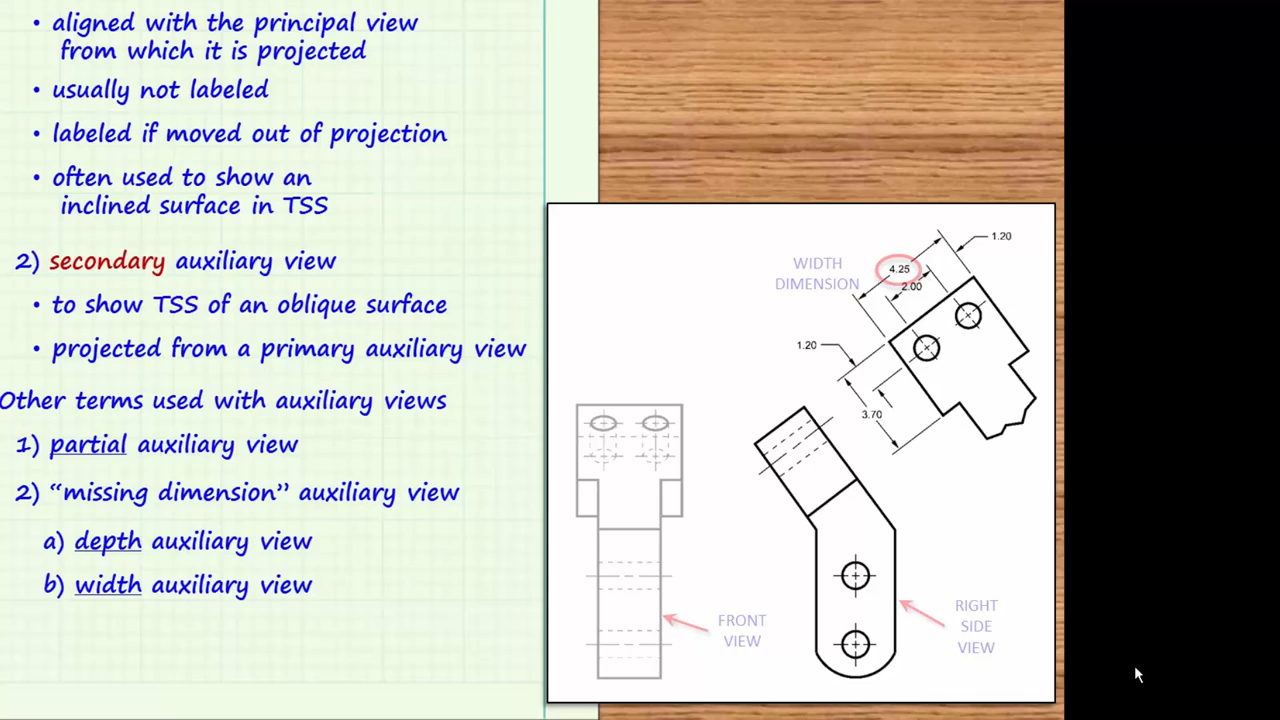 • aligned with the principal view
from which it is projected
• usually not labeled
• labeled if moved out of projection
• often used to show an
inclined surface in TSS
2) secondary auxiliary view
• to show TSS of an oblique surface
• projected from a primary auxiliary view
Other terms used with auxiliary views
1) partial auxiliary view
2) “missing dimension” auxiliary view
a) depth auxiliary view
b) width auxiliary view
1.20
WIDTH
DIMENSION
4.25
2.00
1.20
3.70
FRONT
VIEW
RIGHT
SIDE
VIEW